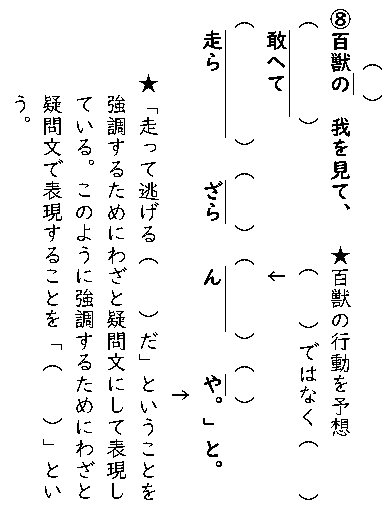 （　）
⑧百獣の　我を見て、　★百獣の行動を予想
（　　　）　（　　）ではなく（　　）
敢へて　←
（　　　）（　　）（　　）（　）
走ら　ざら　ん　や。」と。
→
★「走って逃げる（　　）だ」ということを
強調するためにわざと疑問文にして表現し
ている。このように強調するためにわざと
疑問文で表現することを「（　　）」とい
う。